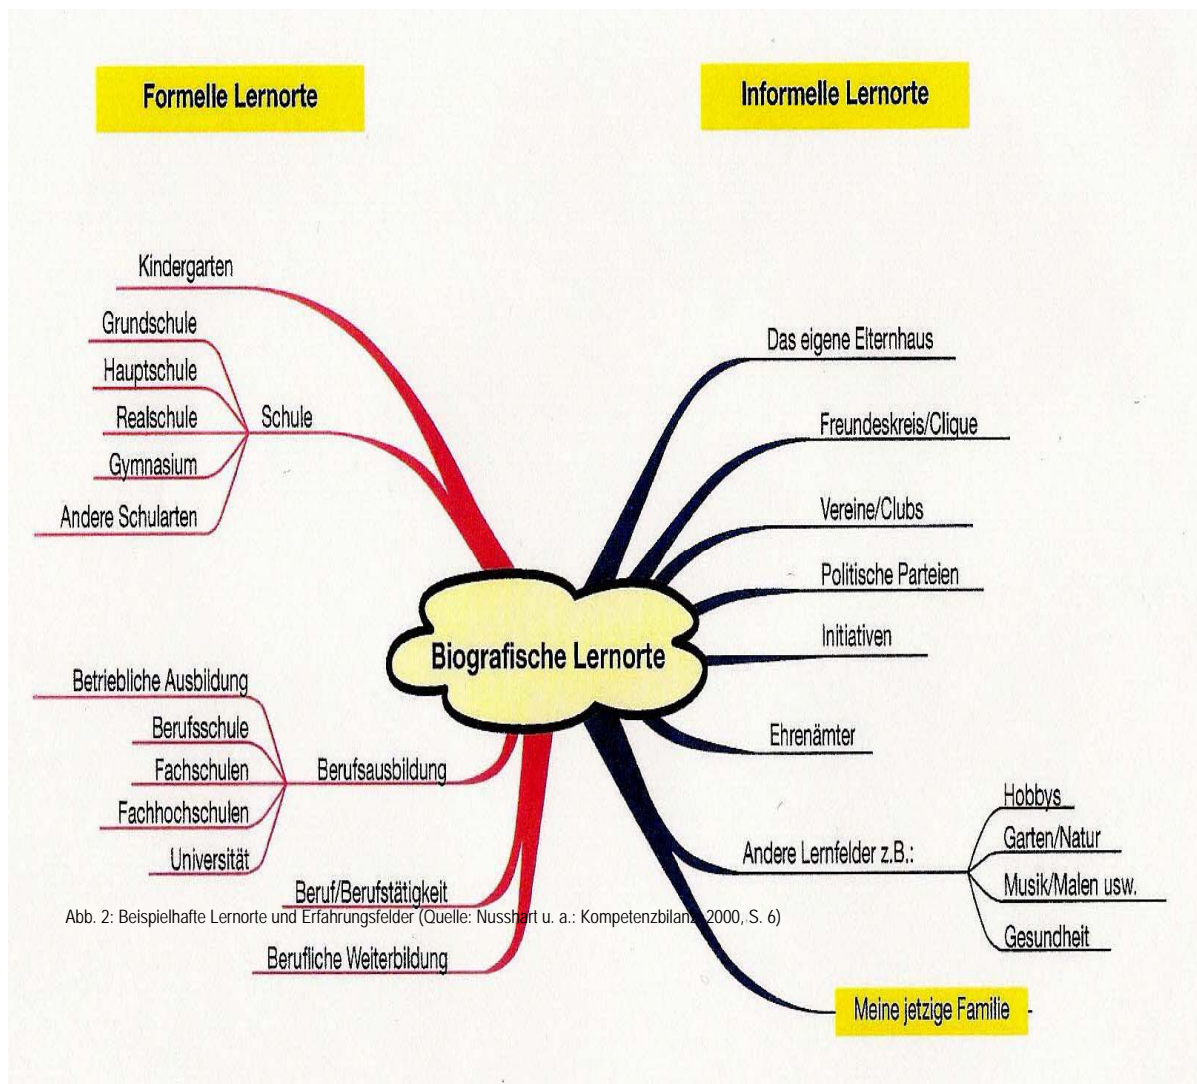 Formelle Lernorte
Informelle Lernorte
Kindergarten
Grundschule
Hauptschule
Realschule
Gymnasium
Andere Schularten
Schule
Betriebliche Ausbildung
Berufsschule
Fachschulen
Fachhochschulen
Universität
Berufsausbildung
Beruf/Berufstätigkeit
Berufliche Weiterbildung
Biografische Lernorte
Das eigene Elternhaus
Freundeskreis/Clique
Vereine/Clubs
Politische Parteien
Initiativen
Ehrenämter
Andere Lernfelder z.B.:
Hobbys
Garten/Natur
Musik/Malen usw.
Gesundheit
Meine jetzige Familie
Abb. 2: Beispielhafte Lernorte und Erfahrungsfelder (Quelle: Nusshart u. a.: Kompetenzbilanz, 2000, S. 6)